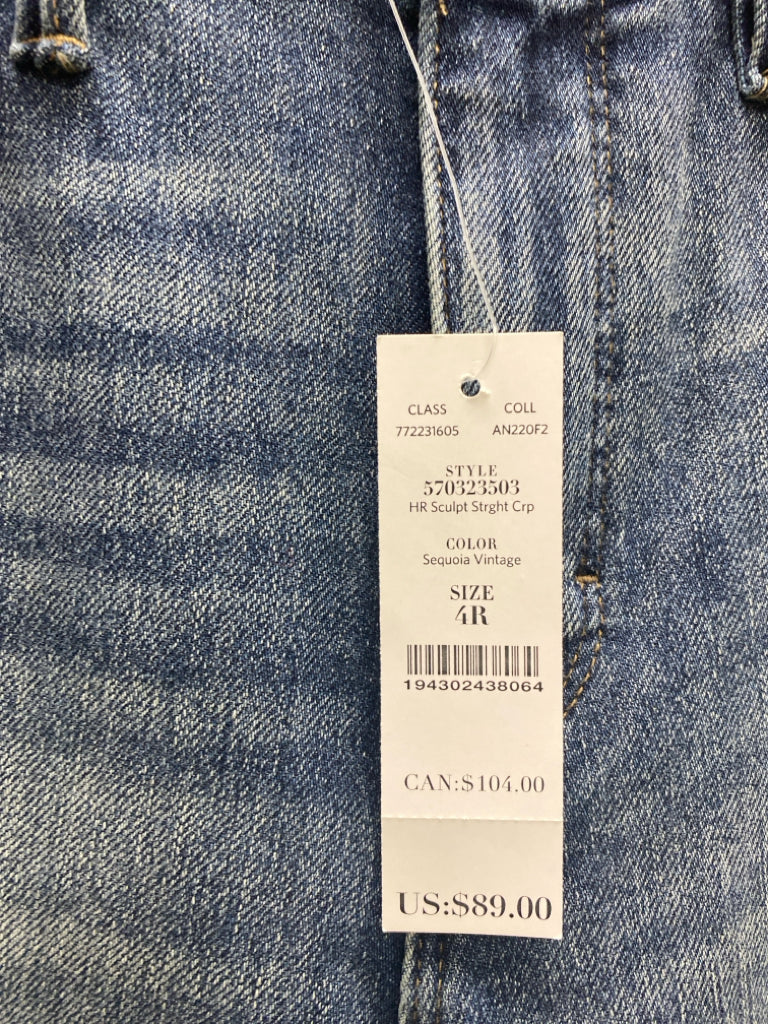 CLASS COLL
772231605 AN220F2
STYLE
570323503
HR Sculpt Strght Crp
COLOR
Sequoia Vintage
SIZE
4R
194302438064
CAN:$104.00
US:$89.00